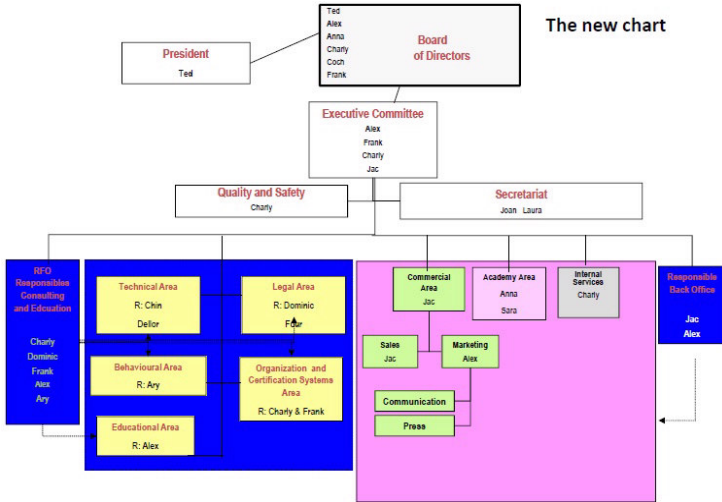 The new chart
Ted
Alex
Anna
Charly
Coch
Frank
Board
of Directors
President
Ted
Executive Committee
Alex
Frank
Charly
Jac
Quality and Safety
Charly
Secretariat
Joan Laura
RFO
Responsibles
Consulting
and Edcuation
Charly
Dominic
Frank
Alex
Ary
Technical Area
R: Chin
Dellor
Legal Area
R: Dominic
Four
Behavioural Area
R: Ary
Organization and
Certification Systems
Area
R: Charly & Frank
Educational Area
R: Alex
Commercial
Area
Jac
Academy Area
Anna
Sara
Internal
Services
Charly
Sales
Jac
Marketing
Alex
Communication
Press
Responsible
Back Office
Jac
Alex